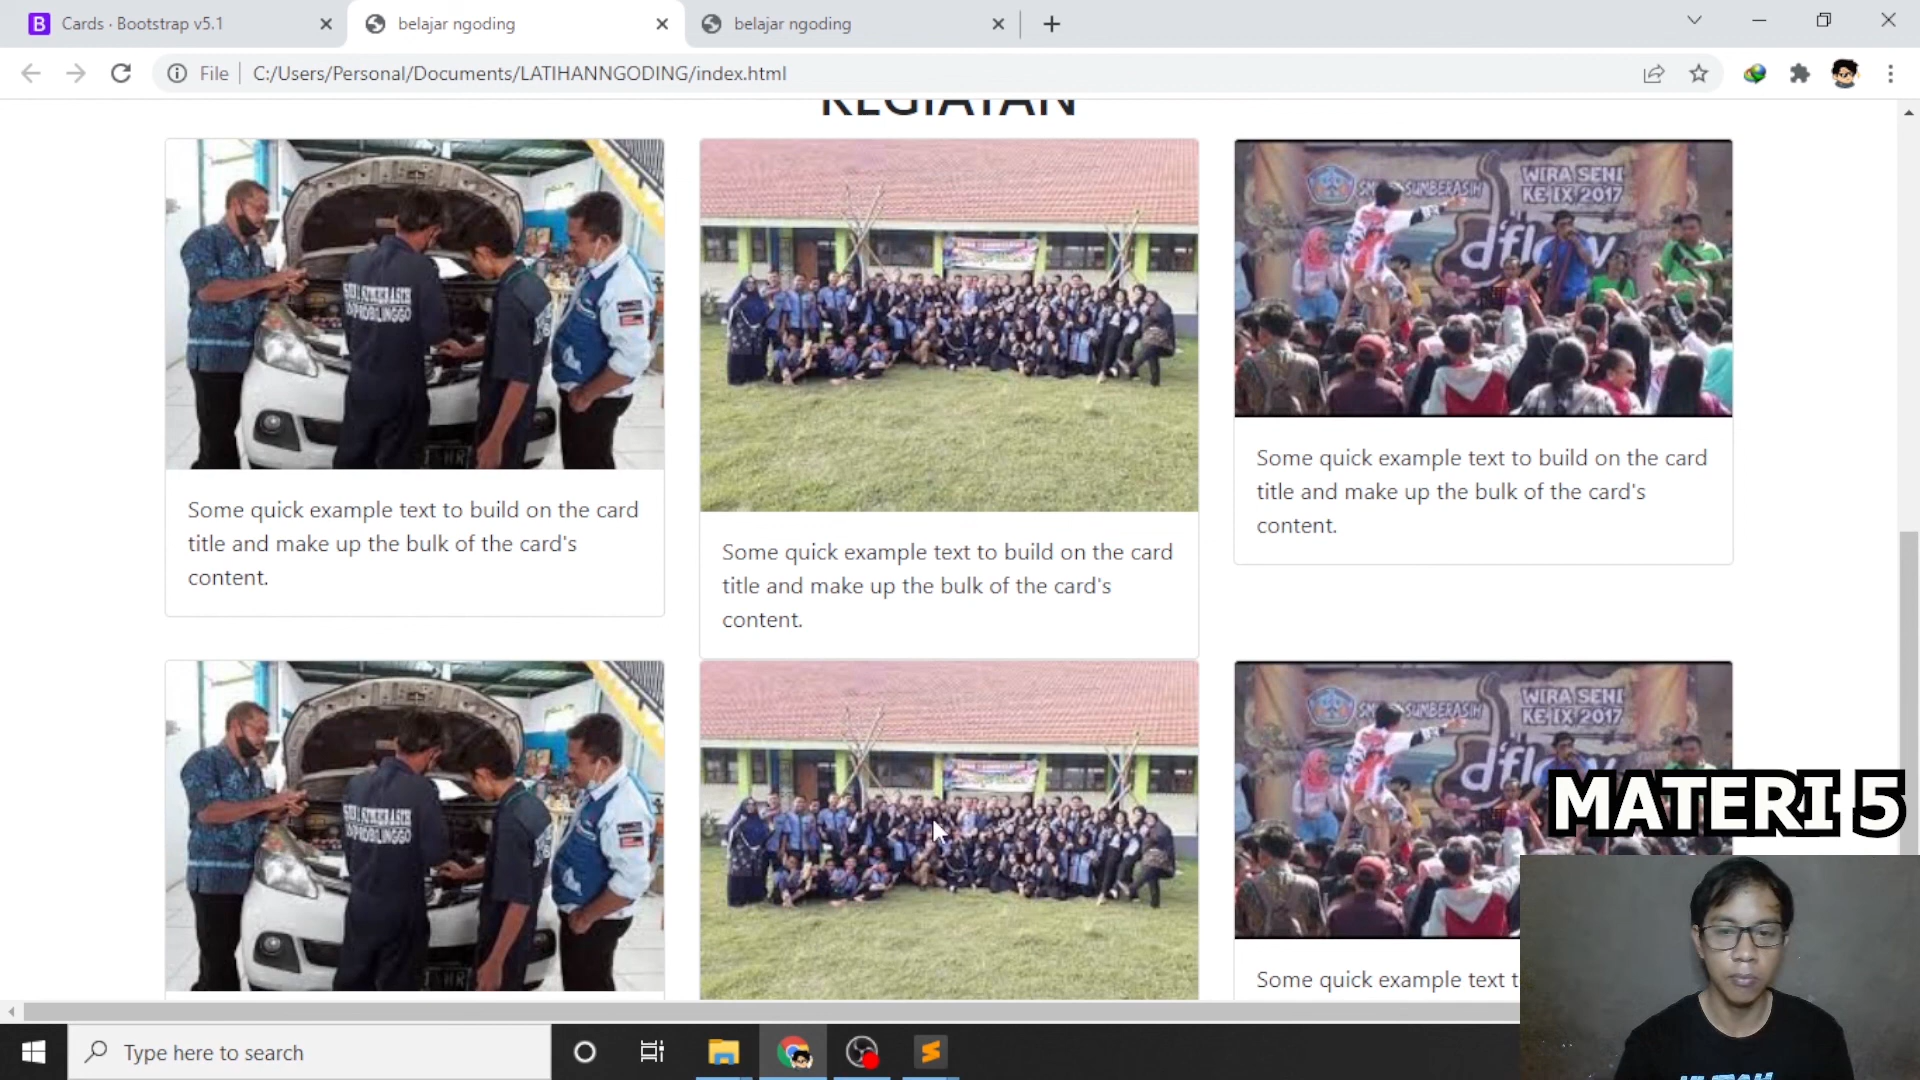 Cards · Bootstrap v5.1
belajar ngoding
belajar ngoding
File
C:/Users/Personal/Documents/LATIHANNGODING/index.html
KEGIATAN
WIRA SENI
KE IX 2017
SUMBERASIH
d'flow
Some quick example text to build on the card
title and make up the bulk of the card's
content.
Some quick example text to build on the card
title and make up the bulk of the card's
content.
Some quick example text to build on the card
title and make up the bulk of the card's
content.
WIRA SENI
KE IX 2017
SUMBERASIH
MATERI 5
Some quick example text t
Type here to search